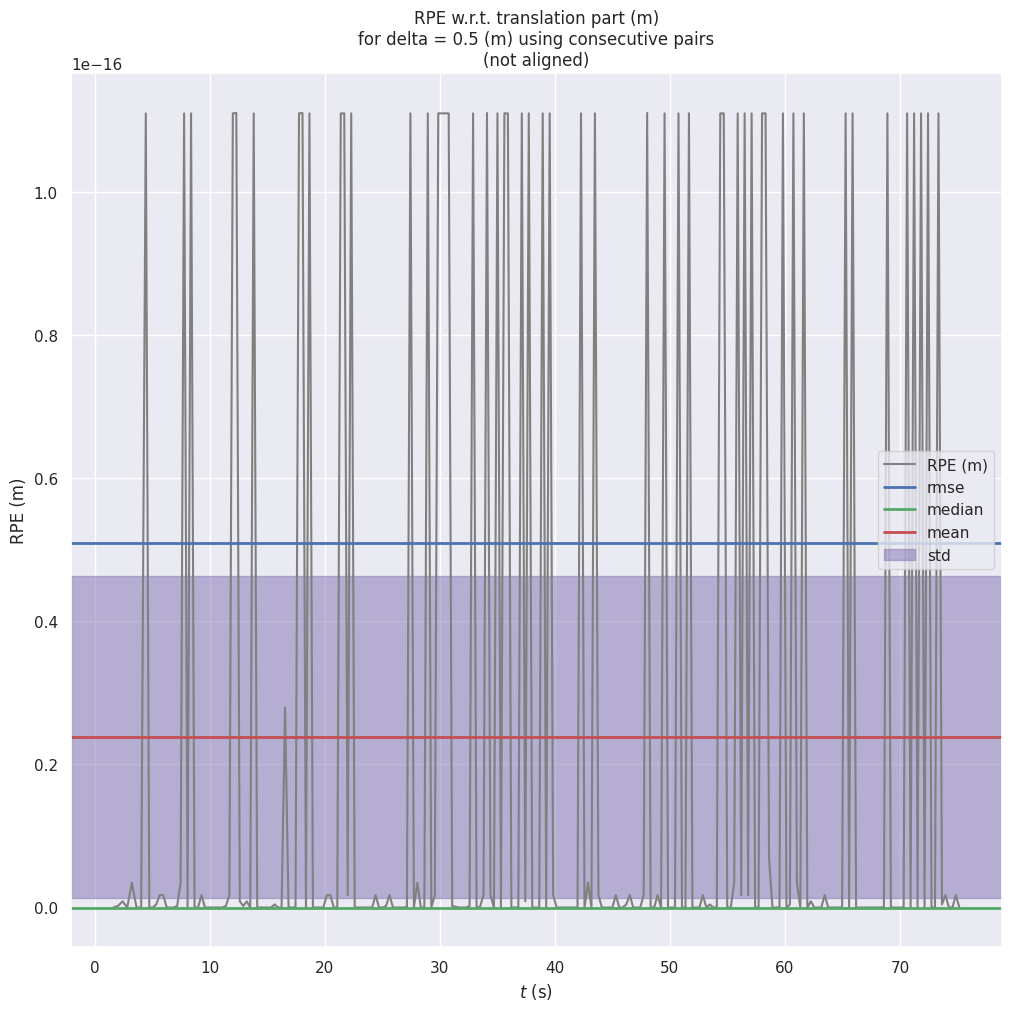 RPE w.r.t. translation part (m)
for delta = 0.5 (m) using consecutive pairs
(not aligned)
1e−16
1.0
0.8
0.6
0.4
0.2
0.0
RPE (m)
RPE (m)
rmse
median
mean
std
0 10 20 30 40 50 60 70
t (s)